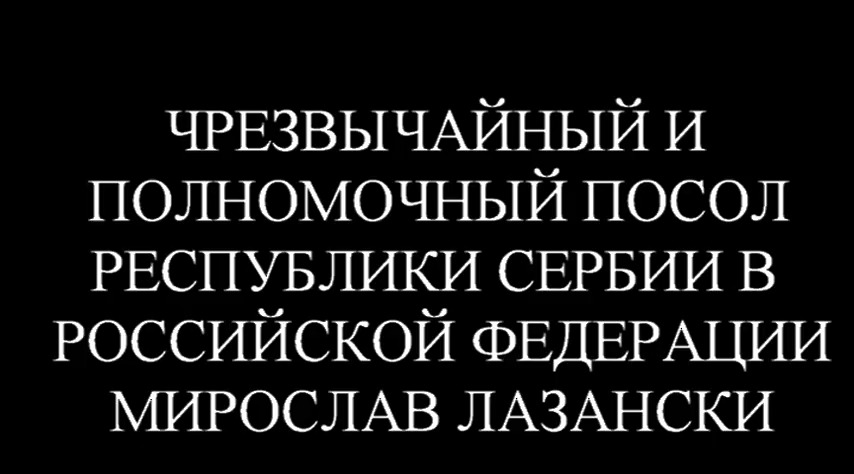 ЧРЕЗВЫЧАЙНЫЙ И
ПОЛНОМОЧНЫЙ ПОСОЛ
РЕСПУБЛИКИ СЕРБИИ В
РОССИЙСКОЙ ФЕДЕРАЦИИ
МИРОСЛАВ ЛАЗАНСКИ